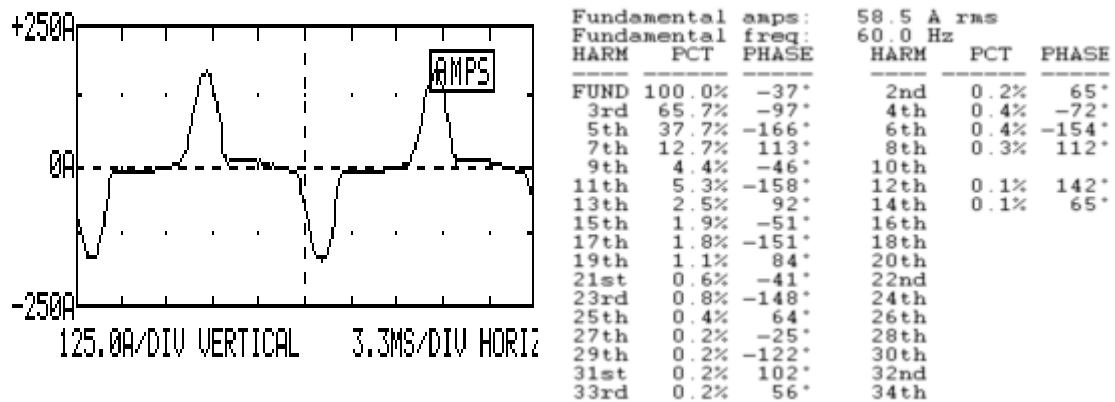 +250A
AMPS
0A
-250A
125.0A/DIV VERTICAL 3.3MS/DIV HORIZ
Fundamental amps: 58.5 A rms
Fundamental freq: 60.0 Hz
HARM PCT PHASE HARM PCT PHASE
---- ------ ----- ---- ------ -----
FUND 100.0% -37° 2nd 0.2% 65°
3rd 65.7% -97° 4th 0.4% -72°
5th 37.7% -166° 6th 0.4% -154°
7th 12.7% 113° 8th 0.3% 112°
9th 4.4% -46° 10th
11th 5.3% -158° 12th 0.1% 142°
13th 2.5% 92° 14th 0.1% 65°
15th 1.9% -51° 16th
17th 1.8% -151° 18th
19th 1.1% 84° 20th
21st 0.6% -41° 22nd
23rd 0.8% -148° 24th
25th 0.4% 64° 26th
27th 0.2% -25° 28th
29th 0.2% -122° 30th
31st 0.2% 102° 32nd
33rd 0.2% 56° 34th